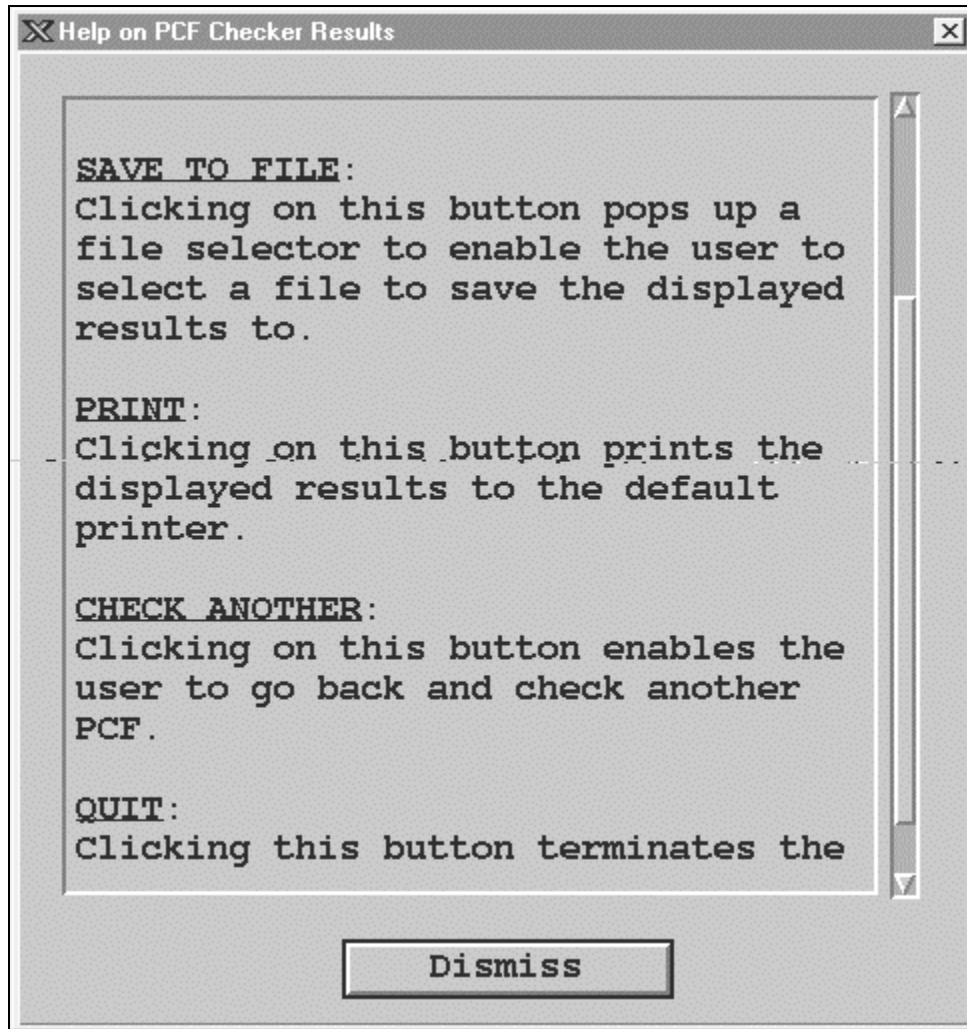 Help on PCF Checker Results
SAVE TO FILE:
Clicking on this button pops up a
file selector to enable the user to
select a file to save the displayed
results to.
PRINT:
Clicking on this button prints the
displayed results to the default
printer.
CHECK ANOTHER:
Clicking on this button enables the
user to go back and check another
PCF.
QUIT:
Clicking this button terminates the
Dismiss